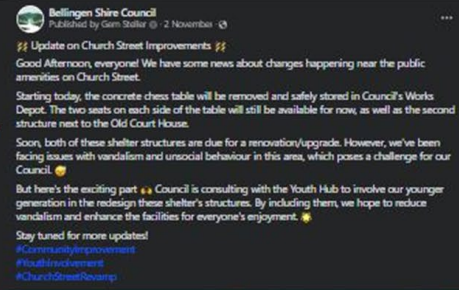 Bellingen Shire Council
Published by Gem Steller · 2 November ·
Update on Church Street Improvements
Good Afternoon, everyone! We have some news about changes happening near the public
amenities on Church Street.
Starting today, the concrete chess table will be removed and safely stored in Council's Works
Depot. The two seats on each side of the table will still be available for now, as well as the second
structure next to the Old Court House.
Soon, both of these shelter structures are due for a renovation/upgrade. However, we've been
facing issues with vandalism and unsocial behaviour in this area, which poses a challenge for our
Council.
But here's the exciting part Council is consulting with the Youth Hub to involve our younger
generation in the redesign these shelter's structures. By including them, we hope to reduce
vandalism and enhance the facilities for everyone's enjoyment.
Stay tuned for more updates!
#CommunityImprovement
#YouthInvolvement
#ChurchStreetRevamp